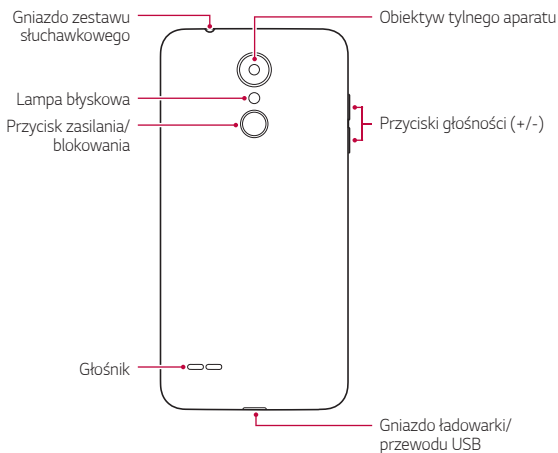 Gniazdo zestawu
słuchawkowego
Obiektyw tylnego aparatu
Lampa błyskowa
Przycisk zasilania/
blokowania
Przyciski głośności (+/-)
Głośnik
Gniazdo ładowarki/
przewodu USB